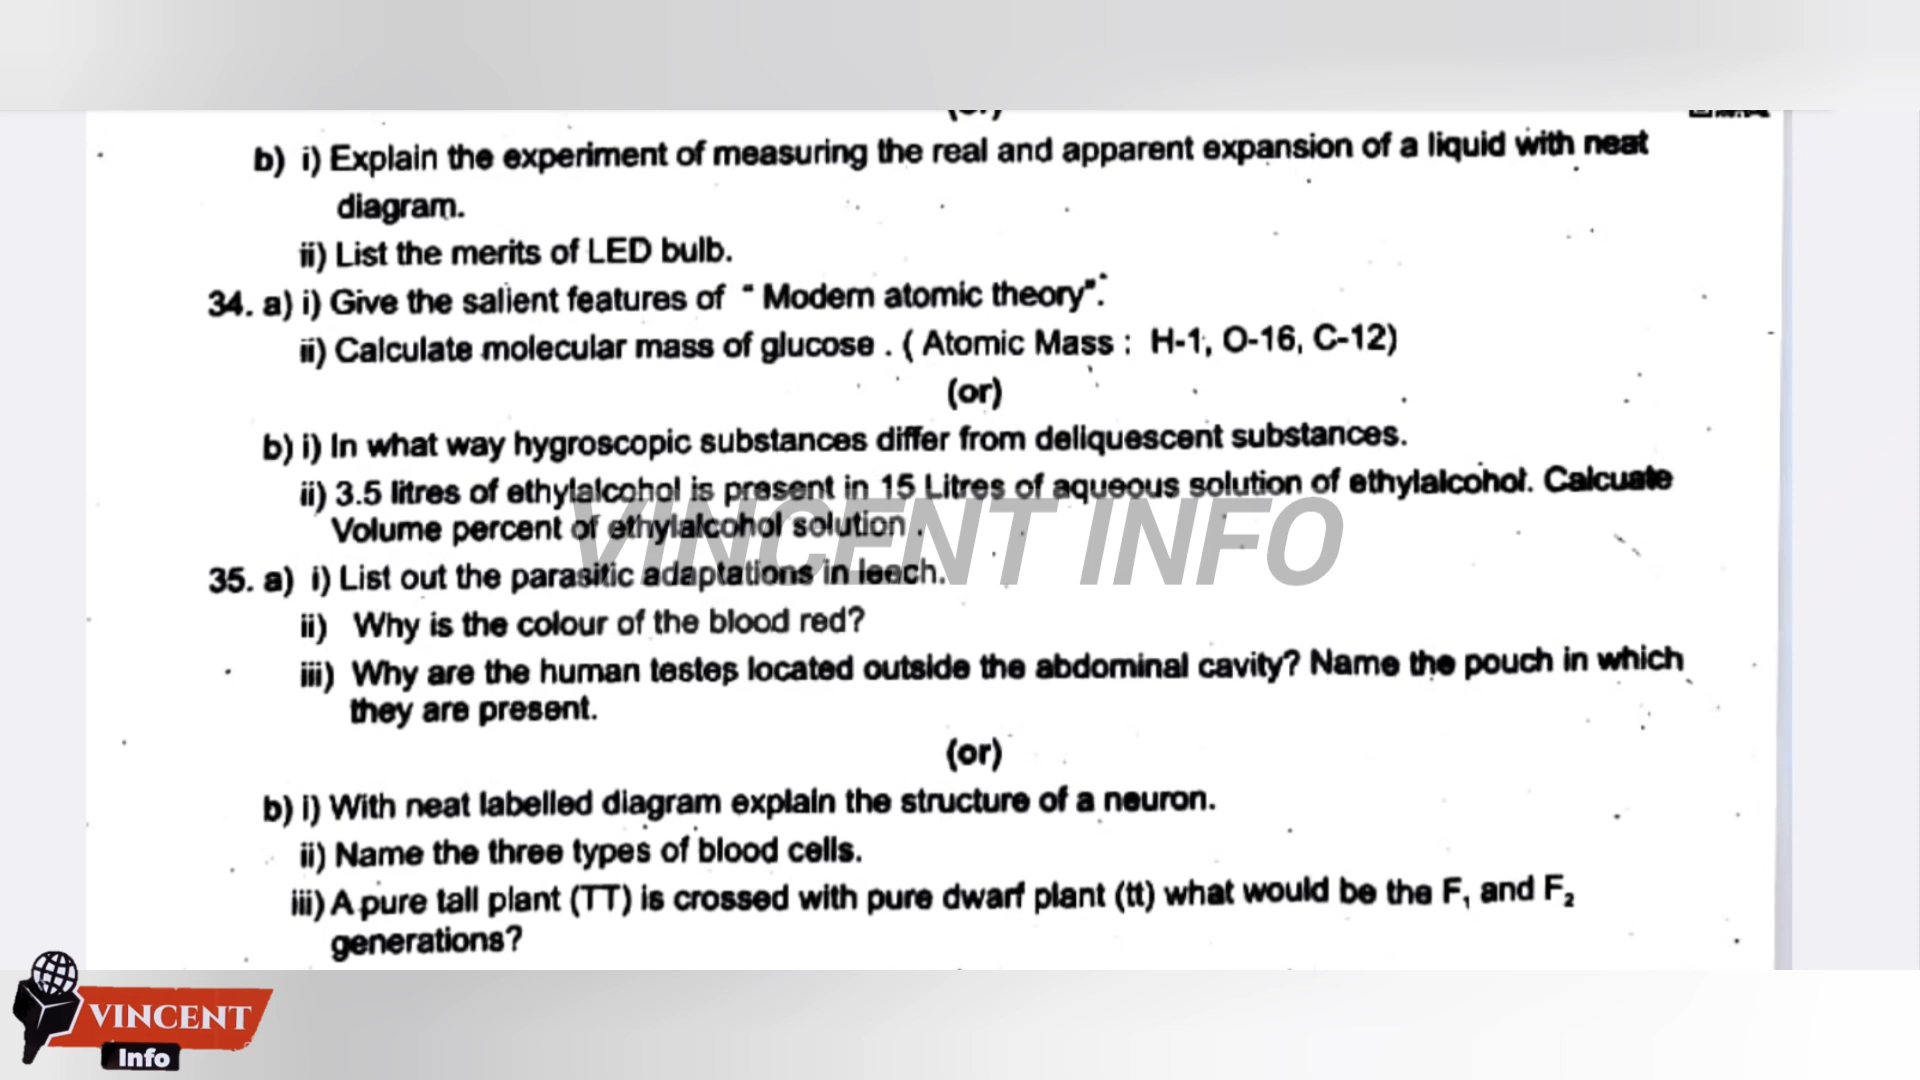 b) i) Explain the experiment of measuring the real and apparent expansion of a liquid with neat
diagram.
ii) List the merits of LED bulb.
34. a) i) Give the salient features of " Modern atomic theory".
ii) Calculate molecular mass of glucose . ( Atomic Mass : H-1, O-16, C-12)
(or)
b) i) In what way hygroscopic substances differ from deliquescent substances.
ii) 3.5 litres of ethylalcohol is present in 15 Litres of aqueous solution of ethylalcohol. Calcuate
Volume percent of ethylalcohol solution .
VINCENT INFO
35. a) i) List out the parasitic adaptations in leech.
ii) Why is the colour of the blood red?
iii) Why are the human testes located outside the abdominal cavity? Name the pouch in which
they are present.
(or)
b) i) With neat labelled diagram explain the structure of a neuron.
ii) Name the three types of blood cells.
iii) A pure tall plant (TT) is crossed with pure dwarf plant (tt) what would be the F₁ and F₂
generations?
VINCENT
Info